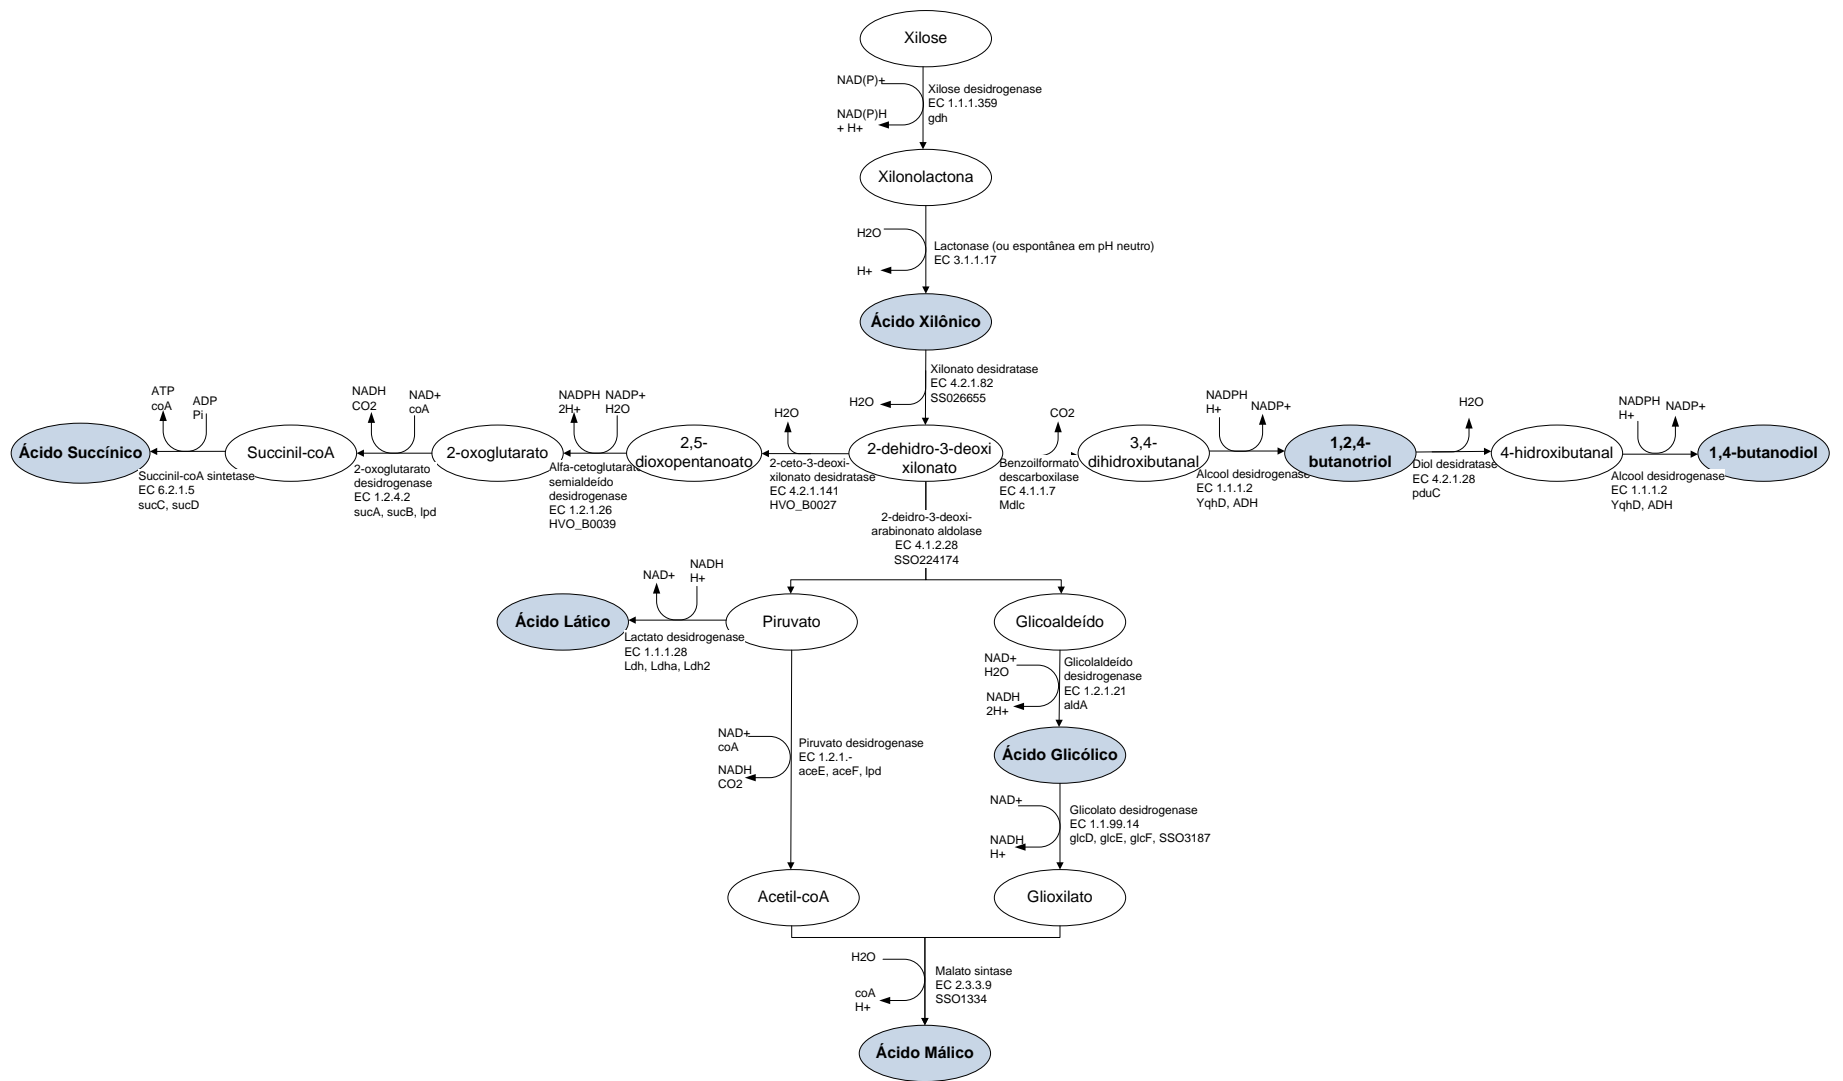 Xilose
NAD(P)+
Xilose desidrogenase
EC 1.1.1.359
gdh
NAD(P)H
+ H+
Xilonolactona
H2O
Lactonase (ou espontânea em pH neutro)
EC 3.1.1.17
H+
Ácido Xilônico
Xilonato desidratase
EC 4.2.1.82
SS026655
H2O
ATP
coA
ADP
Pi
NADH
CO2
NAD+
coA
NADPH
2H+
NADP+
H2O
H2O
CO2
NADPH
H+
NADP+
H2O
NADPH
H+
NADP+
Ácido Succínico
Succinil-coA
2-oxoglutarato
2,5-
dioxopentanoato
2-dehidro-3-deoxi
xilonato
3,4-
dihidroxibutanal
1,2,4-
butanotriol
4-hidroxibutanal
1,4-butanodiol
Succinil-coA sintetase
EC 6.2.1.5
sucC, sucD
2-oxoglutarato
desidrogenase
EC 1.2.4.2
sucA, sucB, lpd
Alfa-cetoglutarato
semialdeído
desidrogenase
EC 1.2.1.26
HVO_B0039
2-ceto-3-deoxi-
xilonato desidratase
EC 4.2.1.141
HVO_B0027
Benzoilformato
descarboxilase
EC 4.1.1.7
Mdlc
Alcool desidrogenase
EC 1.1.1.2
YqhD, ADH
Diol desidratase
EC 4.2.1.28
pduC
Alcool desidrogenase
EC 1.1.1.2
YqhD, ADH
2-deidro-3-deoxi-
arabinonato aldolase
EC 4.1.2.28
SSO224174
NAD+
NADH
H+
Ácido Lático
Piruvato
Glicoaldeído
Lactato desidrogenase
EC 1.1.1.28
Ldh, Ldha, Ldh2
NAD+
H2O
Glicolaldeído
desidrogenase
EC 1.2.1.21
aldA
NADH
2H+
NAD+
coA
Piruvato desidrogenase
EC 1.2.1.-
aceE, aceF, lpd
NADH
CO2
Ácido Glicólico
NAD+
Glicolato desidrogenase
EC 1.1.99.14
glcD, glcE, glcF, SSO3187
NADH
H+
Acetil-coA
Glioxilato
H2O
Malato sintase
EC 2.3.3.9
SSO1334
coA
H+
Ácido Málico